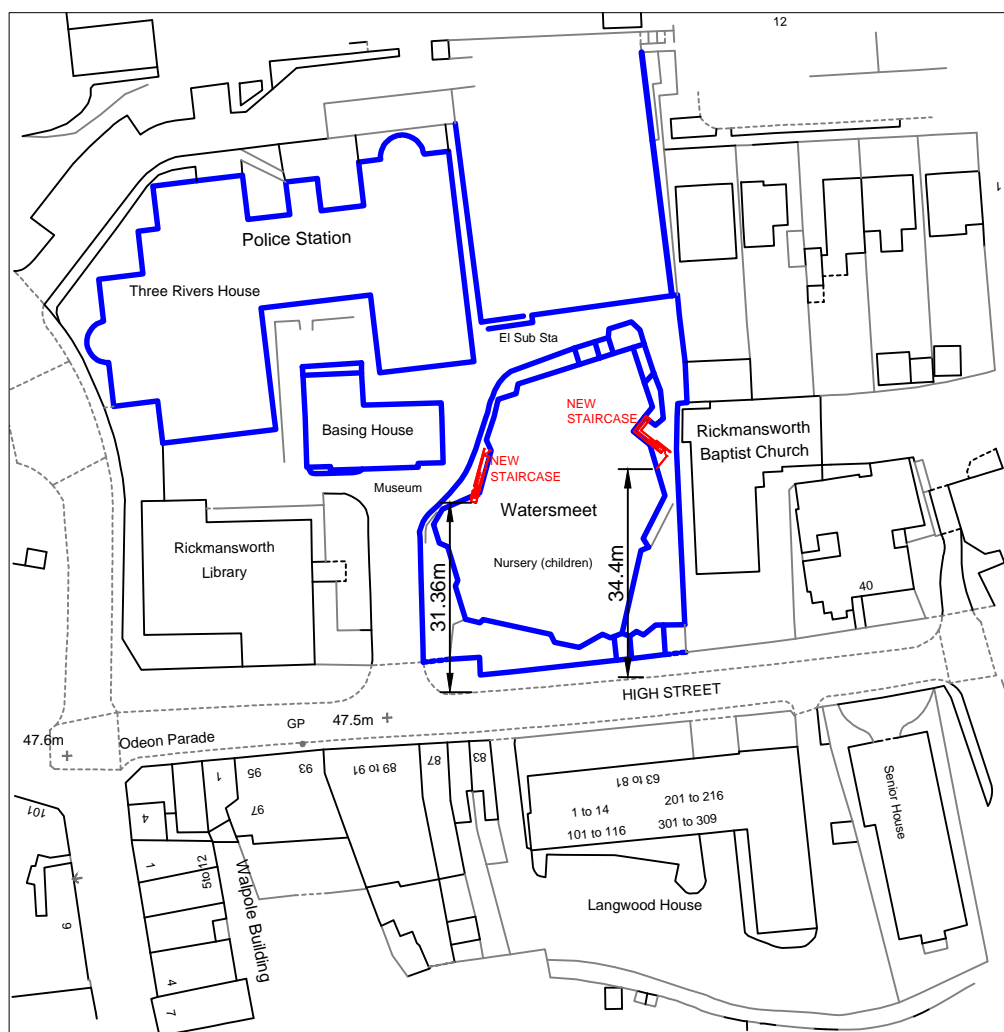 12
1
Police Station
Three Rivers House
El Sub Sta
NEW
STAIRCASE
Basing House
Rickmansworth
Baptist Church
NEW
STAIRCASE
Museum
Watersmeet
Rickmansworth
Library
Nursery (children)
31.36m
34.4m
40
HIGH STREET
GP
47.5m
47.6m
Odeon Parade
1
95
93
89 to 91
87
83
63 to 81
97
4
101
1 to 14
201 to 216
101 to 116
301 to 309
Senior House
1
5to12
Walpole Building
Langwood House
9
4
7